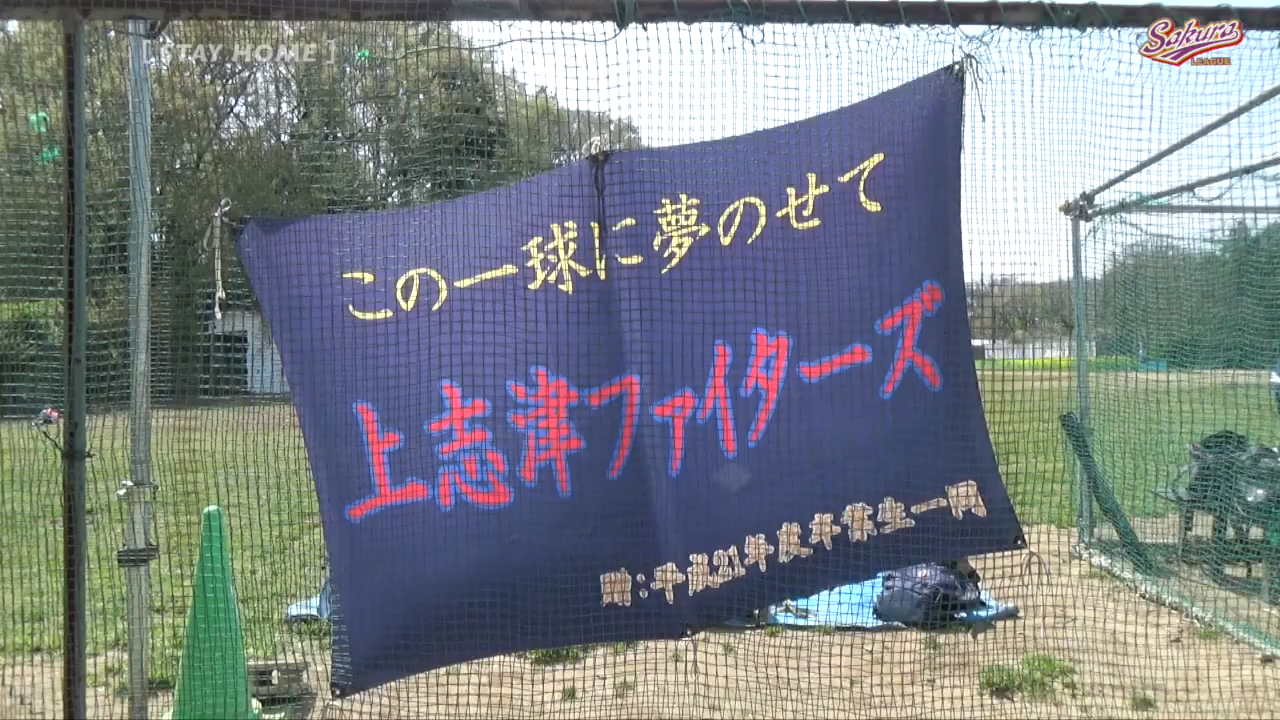 [ STAY HOME ]
Sakura
LEAGUE
この一球に夢のせて
上志津ファイターズ
贈:平成21年度卒業生一同